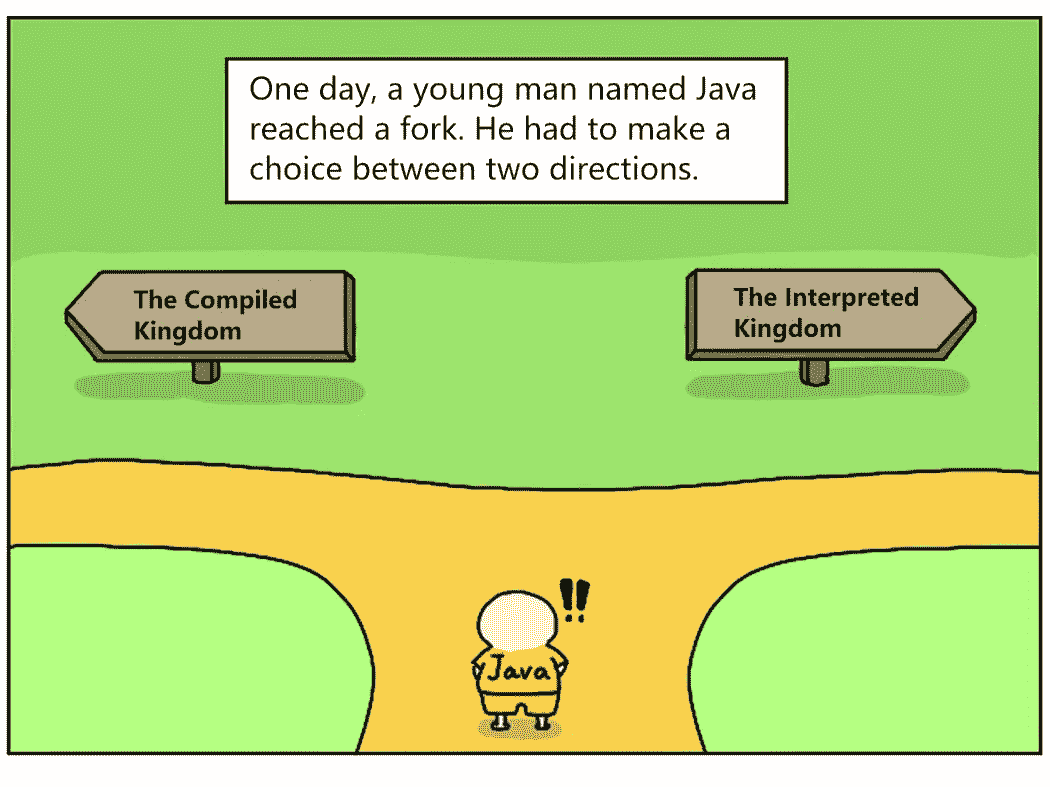 One day, a young man named Java
reached a fork. He had to make a
choice between two directions.
The Compiled
Kingdom
The Interpreted
Kingdom
!!
Java